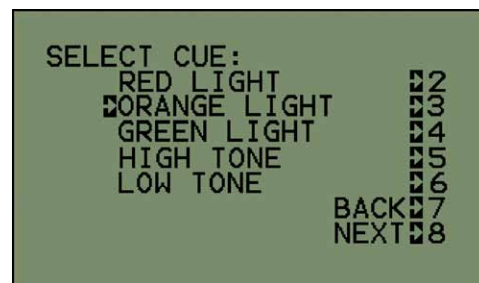 SELECT CUE:
RED LIGHT 2
ORANGE LIGHT 3
GREEN LIGHT 4
HIGH TONE 5
LOW TONE 6
BACK 7
NEXT 8